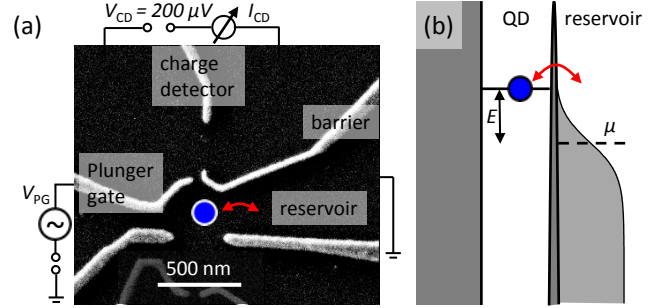 (a)
V_CD = 200 μV
I_CD
charge
detector
barrier
Plunger
gate
V_PG
~
reservoir
500 nm
(b)
QD
reservoir
E
μ